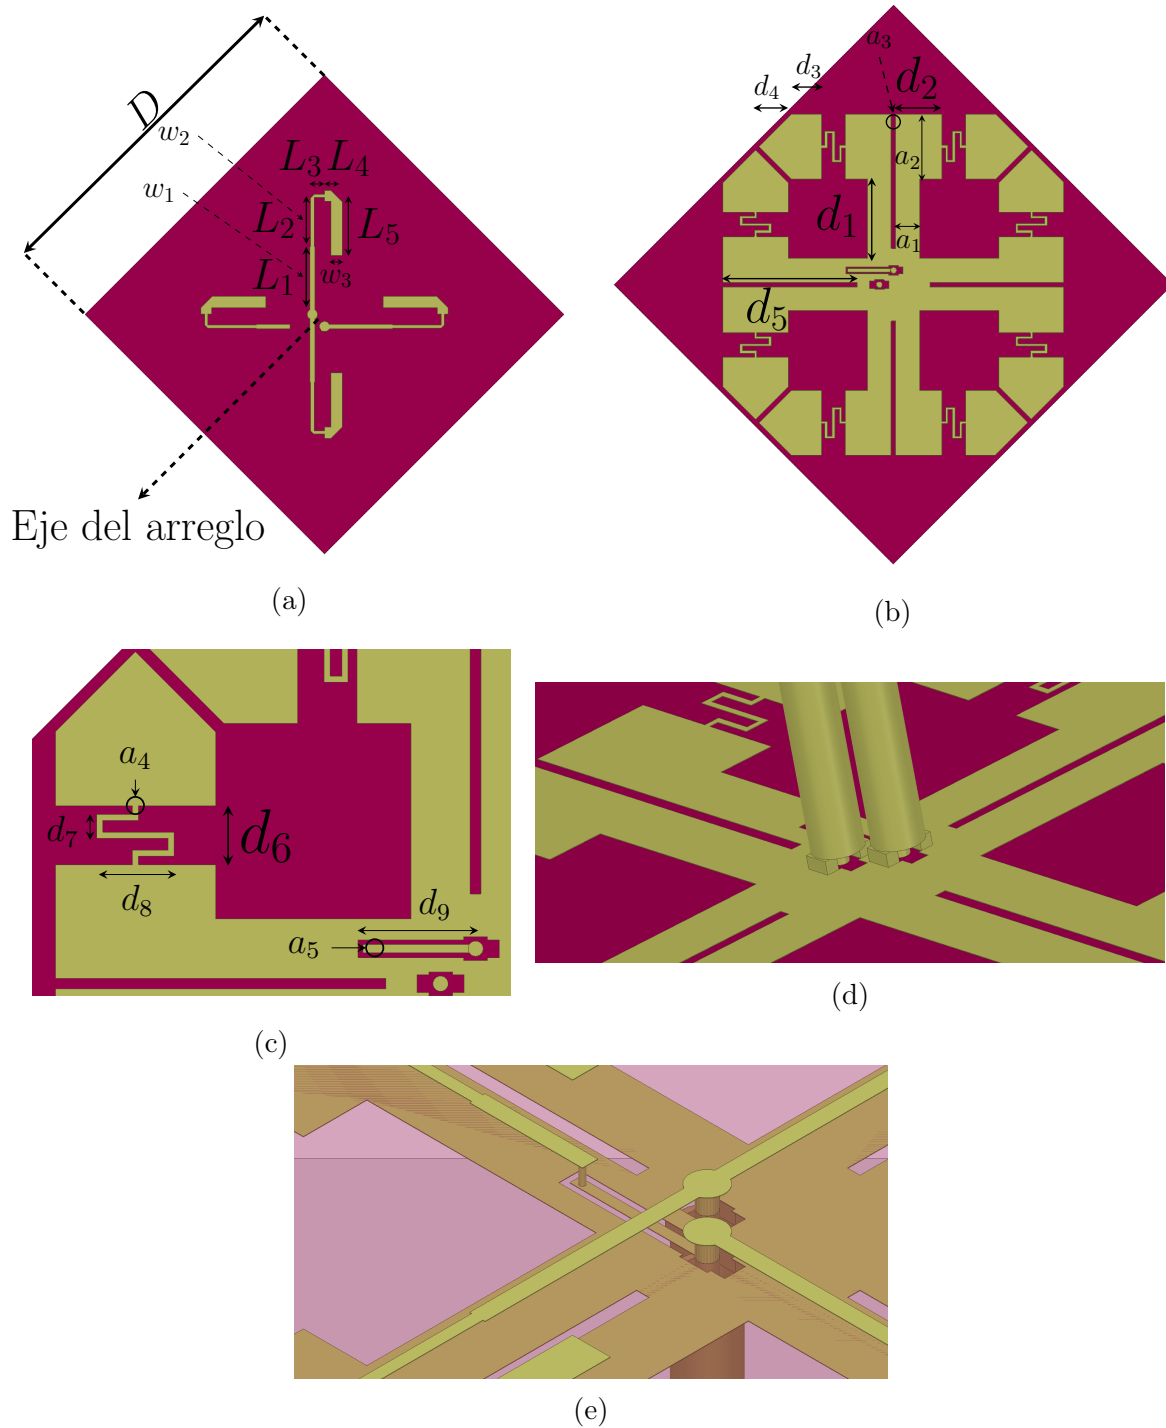 D
w₂
w₁
L₃ L₄
L₂
L₅
L₁
w₃
Eje del arreglo
(a)
a₃
d₃
d₄
d₂
a₂
d₁
a₁
d₅
(b)
a₄
d₇
d₆
d₈
d₉
a₅
(c)
(d)
(e)